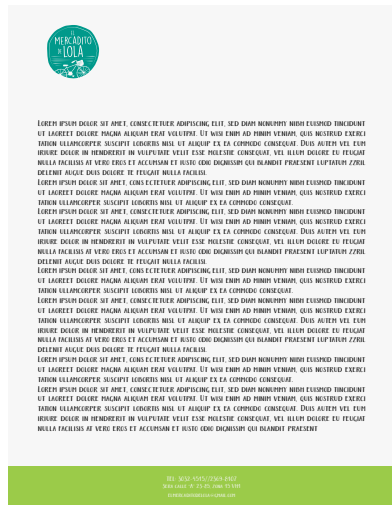 EL
MERCADITO
DE LOLA
LOREM IPSUM DOLOR SIT AMET, CONSECTETUER ADIPISCING ELIT, SED DIAM NONUMMY NIBH EUISMOD TINCIDUNT
UT LAOREET DOLORE MAGNA ALIQUAM ERAT VOLUTPAT. UT WISI ENIM AD MINIM VENIAM, QUIS NOSTRUD EXERCI
TATION ULLAMCORPER SUSCIPIT LOBORTIS NISL UT ALIQUIP EX EA COMMODO CONSEQUAT. DUIS AUTEM VEL EUM
IRIURE DOLOR IN HENDRERIT IN VULPUTATE VELIT ESSE MOLESTIE CONSEQUAT, VEL ILLUM DOLORE EU FEUGIAT
NULLA FACILISIS AT VERO EROS ET ACCUMSAN ET IUSTO ODIO DIGNISSIM QUI BLANDIT PRAESENT LUPTATUM ZZRIL
DELENIT AUGUE DUIS DOLORE TE FEUGAIT NULLA FACILISI.
LOREM IPSUM DOLOR SIT AMET, CONS ECTETUER ADIPISCING ELIT, SED DIAM NONUMMY NIBH EUISMOD TINCIDUNT
UT LAOREET DOLORE MAGNA ALIQUAM ERAT VOLUTPAT. UT WISI ENIM AD MINIM VENIAM, QUIS NOSTRUD EXERCI
TATION ULLAMCORPER SUSCIPIT LOBORTIS NISL UT ALIQUIP EX EA COMMODO CONSEQUAT.
LOREM IPSUM DOLOR SIT AMET, CONSECTETUER ADIPISCING ELIT, SED DIAM NONUMMY NIBH EUISMOD TINCIDUNT
UT LAOREET DOLORE MAGNA ALIQUAM ERAT VOLUTPAT. UT WISI ENIM AD MINIM VENIAM, QUIS NOSTRUD EXERCI
TATION ULLAMCORPER SUSCIPIT LOBORTIS NISL UT ALIQUIP EX EA COMMODO CONSEQUAT. DUIS AUTEM VEL EUM
IRIURE DOLOR IN HENDRERIT IN VULPUTATE VELIT ESSE MOLESTIE CONSEQUAT, VEL ILLUM DOLORE EU FEUGIAT
NULLA FACILISIS AT VERO EROS ET ACCUMSAN ET IUSTO ODIO DIGNISSIM QUI BLANDIT PRAESENT LUPTATUM ZZRIL
DELENIT AUGUE DUIS DOLORE TE FEUGAIT NULLA FACILISI.
LOREM IPSUM DOLOR SIT AMET, CONS ECTETUER ADIPISCING ELIT, SED DIAM NONUMMY NIBH EUISMOD TINCIDUNT
UT LAOREET DOLORE MAGNA ALIQUAM ERAT VOLUTPAT. UT WISI ENIM AD MINIM VENIAM, QUIS NOSTRUD EXERCI
TATION ULLAMCORPER SUSCIPIT LOBORTIS NISL UT ALIQUIP EX EA COMMODO CONSEQUAT.
LOREM IPSUM DOLOR SIT AMET, CONSECTETUER ADIPISCING ELIT, SED DIAM NONUMMY NIBH EUISMOD TINCIDUNT
UT LAOREET DOLORE MAGNA ALIQUAM ERAT VOLUTPAT. UT WISI ENIM AD MINIM VENIAM, QUIS NOSTRUD EXERCI
TATION ULLAMCORPER SUSCIPIT LOBORTIS NISL UT ALIQUIP EX EA COMMODO CONSEQUAT. DUIS AUTEM VEL EUM
IRIURE DOLOR IN HENDRERIT IN VULPUTATE VELIT ESSE MOLESTIE CONSEQUAT, VEL ILLUM DOLORE EU FEUGIAT
NULLA FACILISIS AT VERO EROS ET ACCUMSAN ET IUSTO ODIO DIGNISSIM QUI BLANDIT PRAESENT LUPTATUM ZZRIL
DELENIT AUGUE DUIS DOLORE TE FEUGAIT NULLA FACILISI.
LOREM IPSUM DOLOR SIT AMET, CONS ECTETUER ADIPISCING ELIT, SED DIAM NONUMMY NIBH EUISMOD TINCIDUNT
UT LAOREET DOLORE MAGNA ALIQUAM ERAT VOLUTPAT. UT WISI ENIM AD MINIM VENIAM, QUIS NOSTRUD EXERCI
TATION ULLAMCORPER SUSCIPIT LOBORTIS NISL UT ALIQUIP EX EA COMMODO CONSEQUAT.
LOREM IPSUM DOLOR SIT AMET, CONSECTETUER ADIPISCING ELIT, SED DIAM NONUMMY NIBH EUISMOD TINCIDUNT
UT LAOREET DOLORE MAGNA ALIQUAM ERAT VOLUTPAT. UT WISI ENIM AD MINIM VENIAM, QUIS NOSTRUD EXERCI
TATION ULLAMCORPER SUSCIPIT LOBORTIS NISL UT ALIQUIP EX EA COMMODO CONSEQUAT. DUIS AUTEM VEL EUM
IRIURE DOLOR IN HENDRERIT IN VULPUTATE VELIT ESSE MOLESTIE CONSEQUAT, VEL ILLUM DOLORE EU FEUGIAT
NULLA FACILISIS AT VERO EROS ET ACCUMSAN ET IUSTO ODIO DIGNISSIM QUI BLANDIT PRAESENT
TEL:
CALLE "A" 23-85 ZONA 15